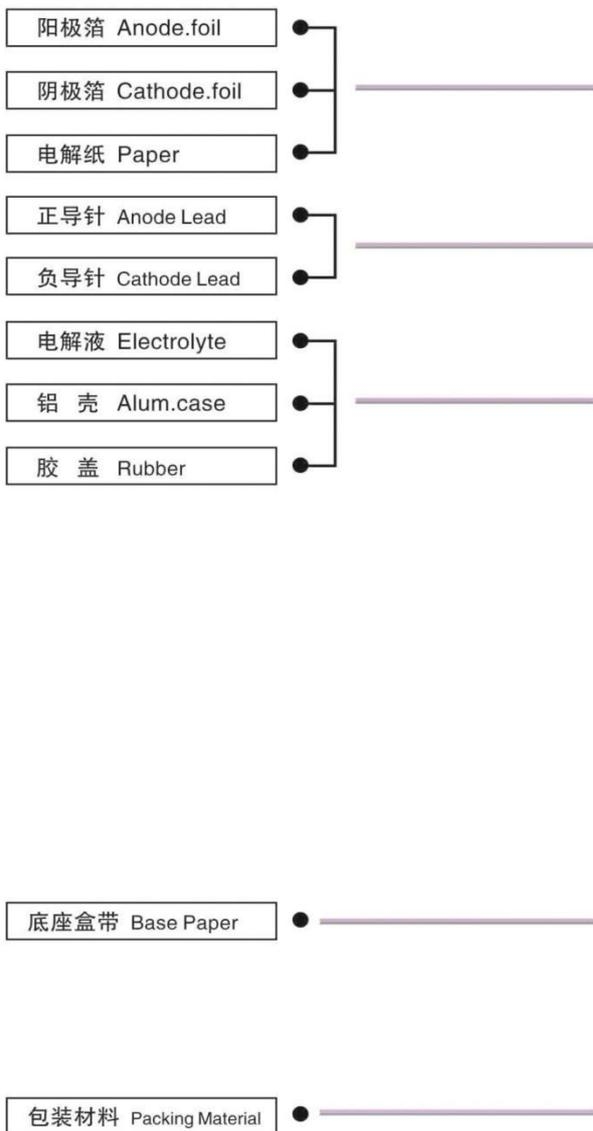 阳极箔 Anode.foil
阴极箔 Cathode.foil
电解纸 Paper
正导针 Anode Lead
负导针 Cathode Lead
电解液 Electrolyte
铝 壳 Alum.case
胶 盖 Rubber
底座盒带 Base Paper
包装材料 Packing Material